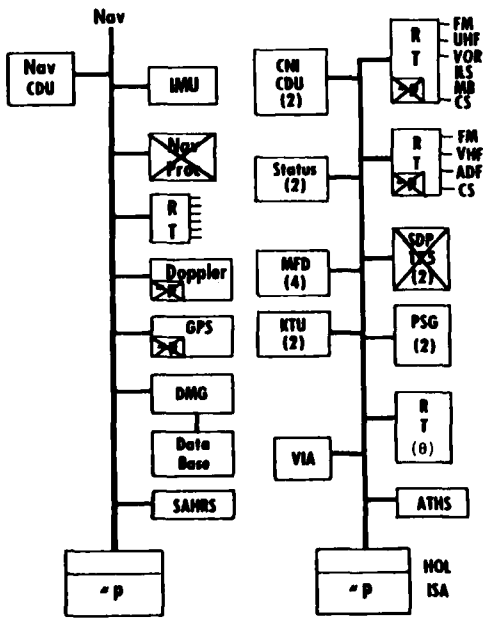 Nav
Nav
CDU
IMU
Nav
Proc
R
T
Doppler
GPS
DMG
Data
Base
SAHRS
P
CNI
CDU
(2)
Status
(2)
MFD
(4)
KTU
(2)
VIA
R
T
FM
UHF
VOR
ILS
MB
CS
R
T
FM
VHF
ADF
CS
SDP
(2)
PSG
(2)
R
T
(8)
ATHS
P
HOL
ISA